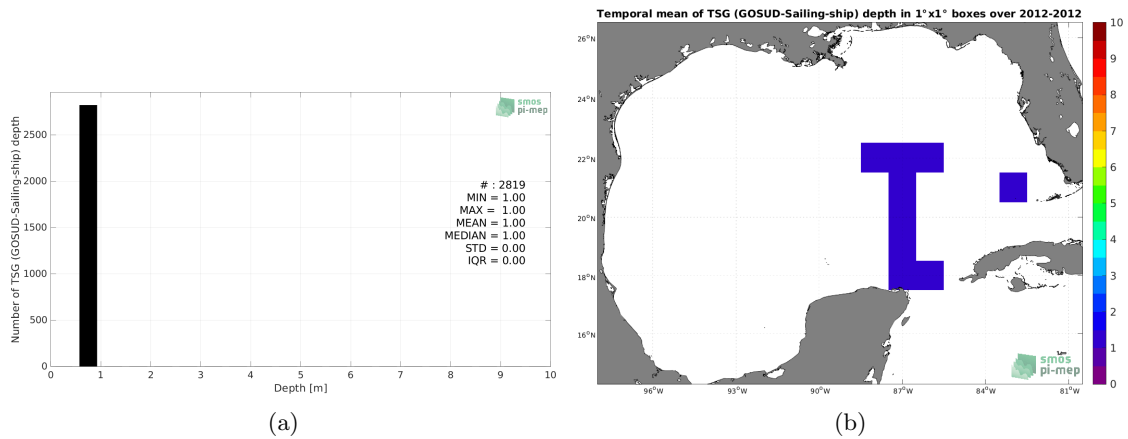 Temporal mean of TSG (GOSUD-Sailing-ship) depth in 1°x1° boxes over 2012-2012
Number of TSG (GOSUD-Sailing-ship) depth
2500
2000
1500
1000
500
0
0 1 2 3 4 5 6 7 8 9 10
Depth [m]
smos
pi-mep
# : 2819
MIN = 1.00
MAX = 1.00
MEAN = 1.00
MEDIAN = 1.00
STD = 0.00
IQR = 0.00
(a)
26°N
24°N
22°N
20°N
18°N
16°N
96°W 93°W 90°W 87°W 84°W 81°W
smos
pi-mep
10
9
8
7
6
5
4
3
2
1
0
(b)